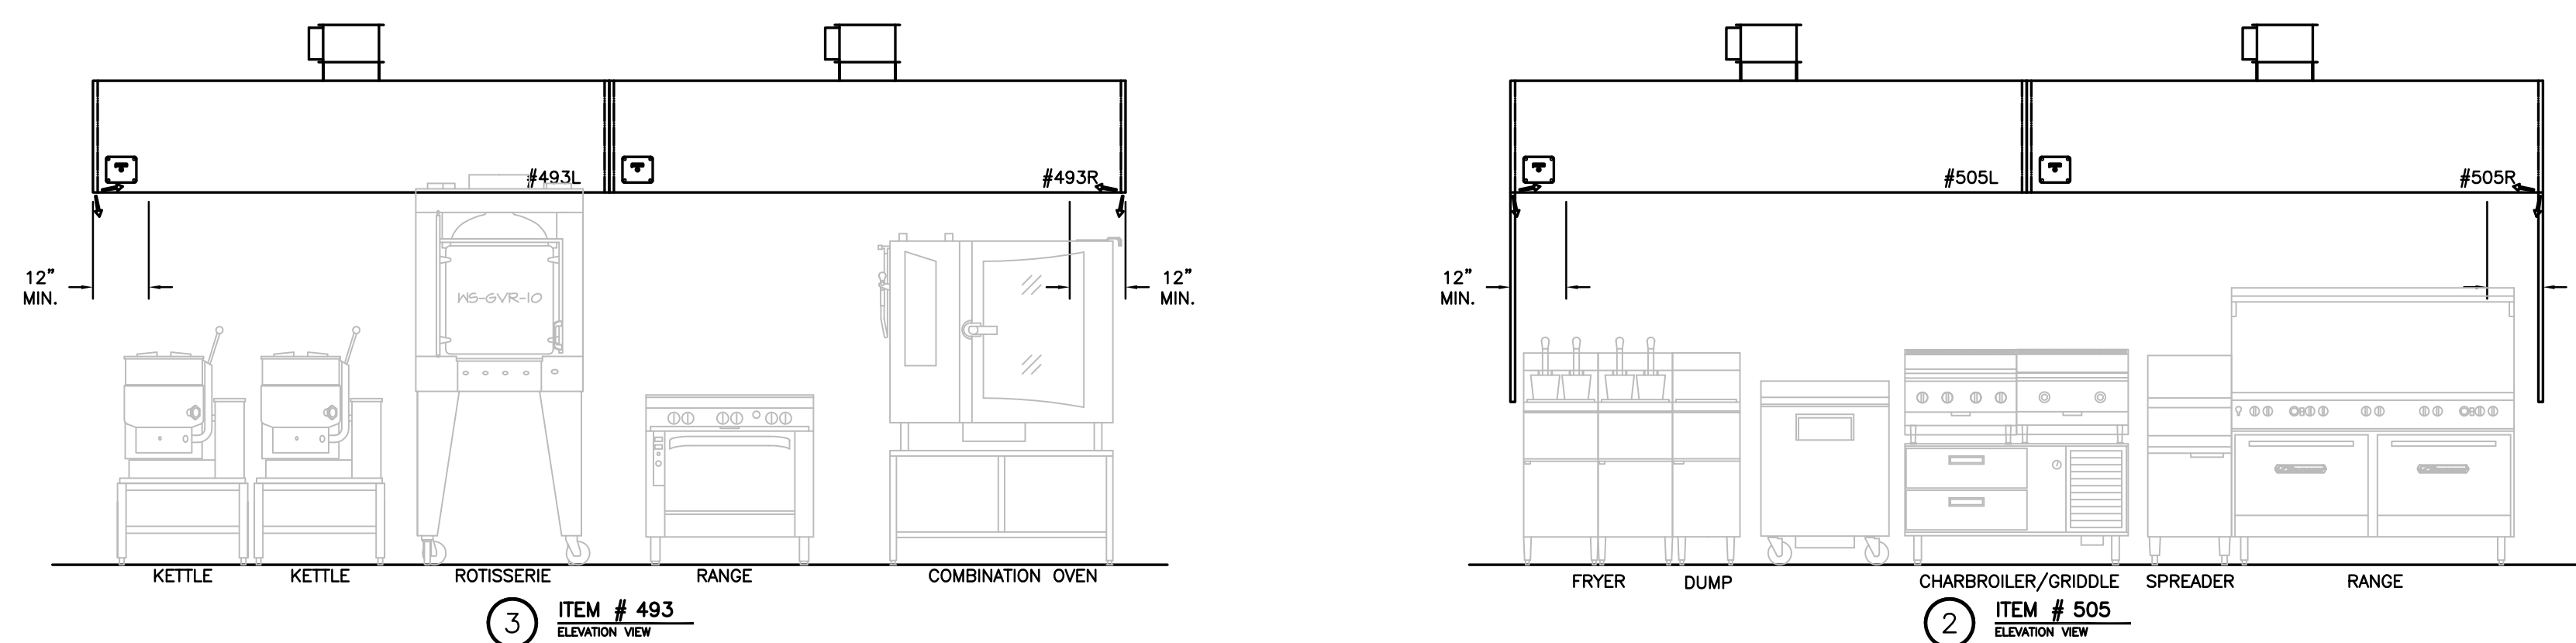 #493L
#493R
12"
MIN.
12"
MIN.
WS-GVR-10
KETTLE
KETTLE
ROTISSERIE
RANGE
COMBINATION OVEN
3
ITEM # 493
ELEVATION VIEW
#505L
#505R
12"
MIN.
FRYER
DUMP
CHARBROILER/GRIDDLE
SPREADER
RANGE
2
ITEM # 505
ELEVATION VIEW